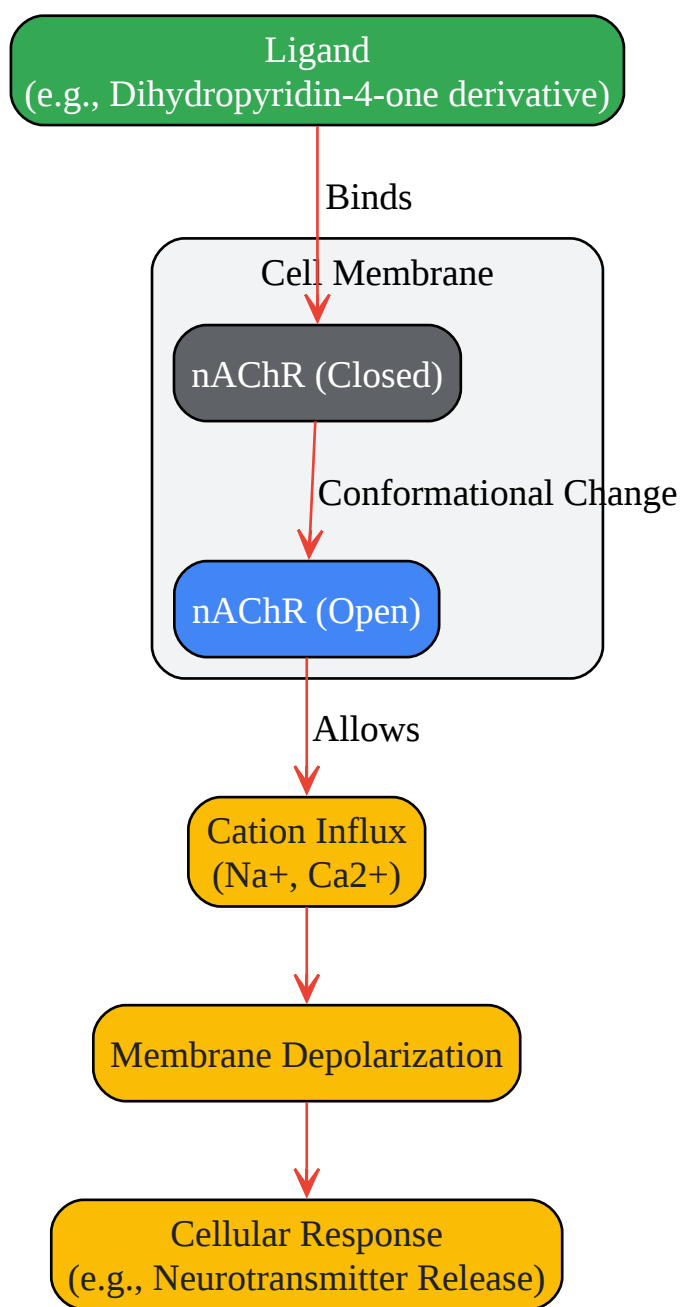 Ligand
(e.g., Dihydropyridin-4-one derivative)
Binds
Cell Membrane
nAChR (Closed)
Conformational Change
nAChR (Open)
Allows
Cation Influx
(Na+, Ca2+)
Membrane Depolarization
Cellular Response
(e.g., Neurotransmitter Release)